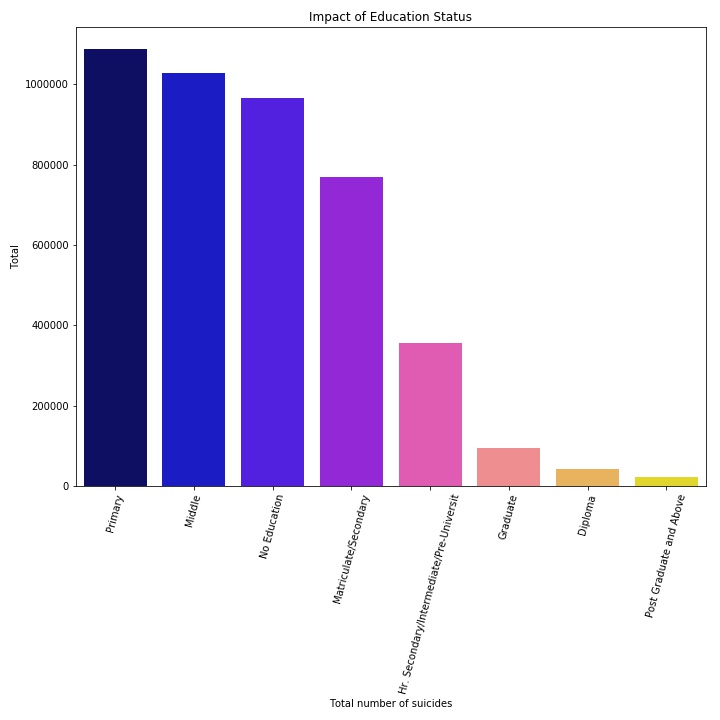 Impact of Education Status
Total
1000000
800000
600000
400000
200000
0
Primary
Middle
No Education
Matriculate/Secondary
Hr. Secondary/Intermediate/Pre-Universit
Graduate
Diploma
Post Graduate and Above
Total number of suicides